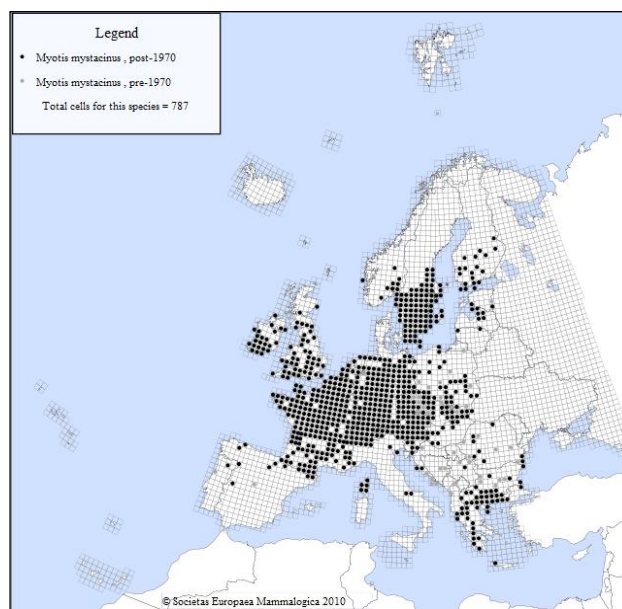 Legend
Myotis mystacinus , post-1970
Myotis mystacinus , pre-1970
Total cells for this species = 787
© Societas Europaea Mammalogica 2010